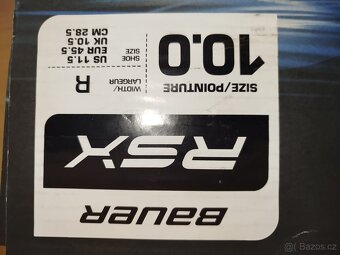 BAUER
RSX
SIZE/POINTURE
10.0
WIDTH/
LARGEUR
R
SHOE
SIZE
US 11.5
UK 10.5
EUR 45.5
CM 28.5
Bazos.cz